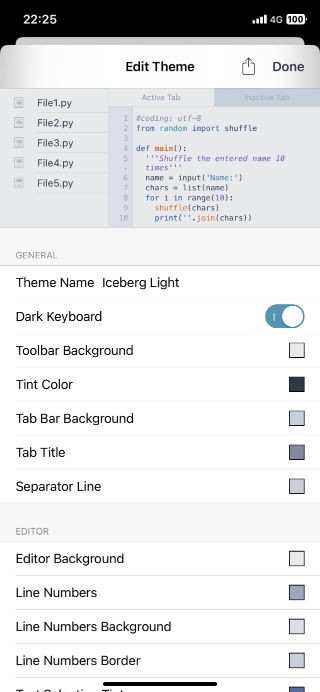 22:25
4G 100
Edit Theme Done
File1.py
File2.py
File3.py
File4.py
File5.py
Active Tab Inactive Tab
1 #coding: utf-8
2 from random import shuffle
3
4 def main():
5 '''Shuffle the entered name 10
- times'''
6 name = input('Name:')
7 chars = list(name)
8 for i in range(10):
9 shuffle(chars)
10 print(''.join(chars))
GENERAL
Theme Name Iceberg Light
Dark Keyboard
Toolbar Background
Tint Color
Tab Bar Background
Tab Title
Separator Line
EDITOR
Editor Background
Line Numbers
Line Numbers Background
Line Numbers Border
Text Selection Tint